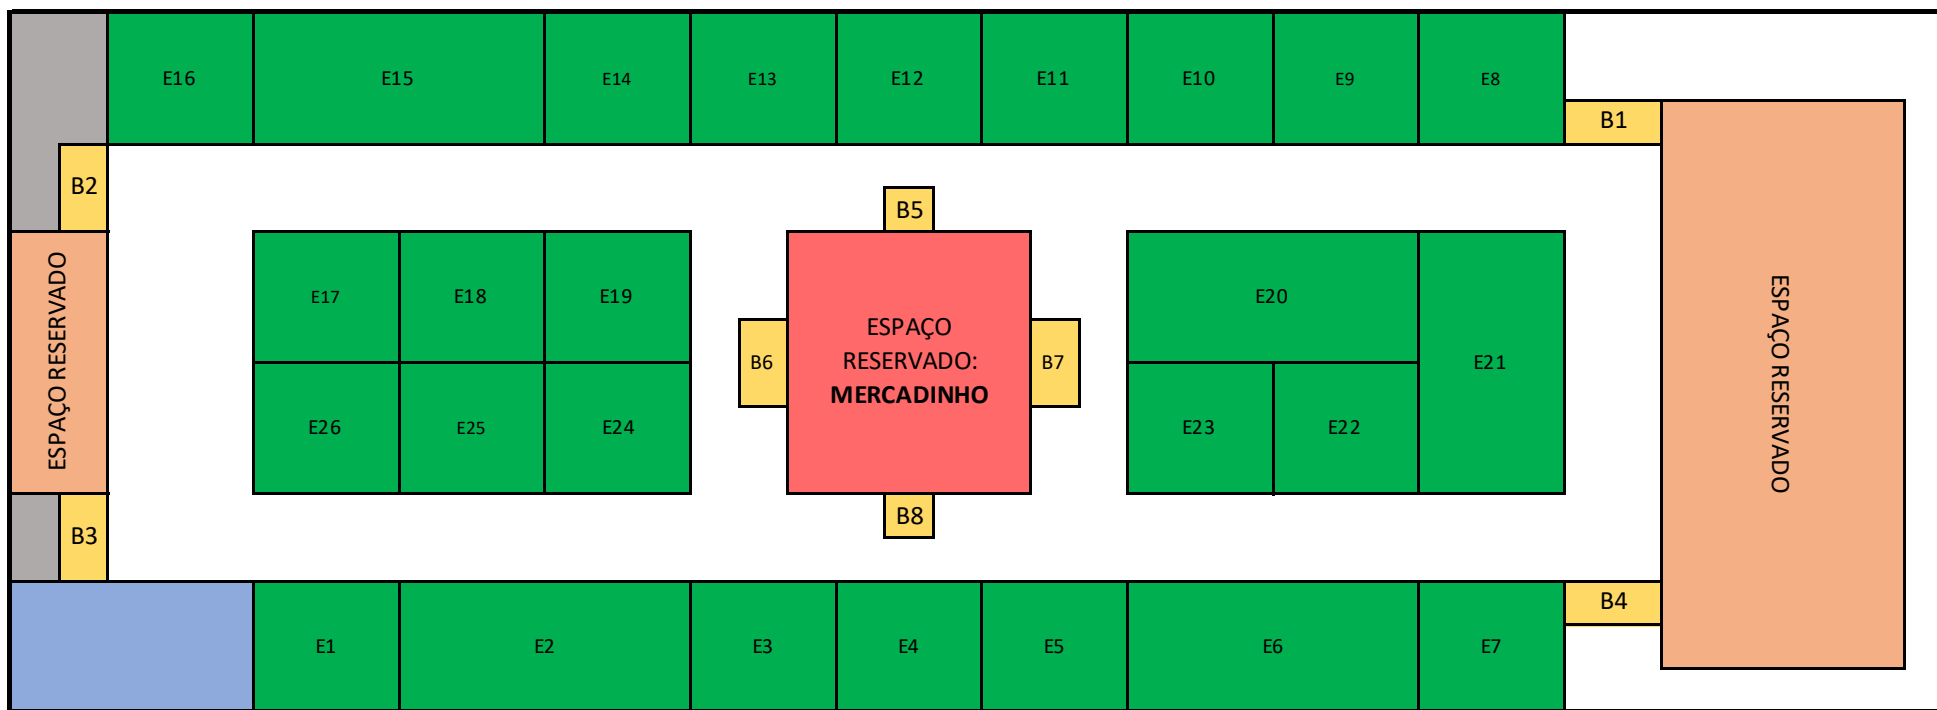 E16
E15
E14
E13
E12
E11
E10
E9
E8
B1
B2
B5
ESPAÇO RESERVADO
E17
E18
E19
B6
ESPAÇO
RESERVADO:
MERCADINHO
B7
E20
E21
ESPAÇO RESERVADO
E26
E25
E24
E23
E22
B3
B8
B4
E1
E2
E3
E4
E5
E6
E7